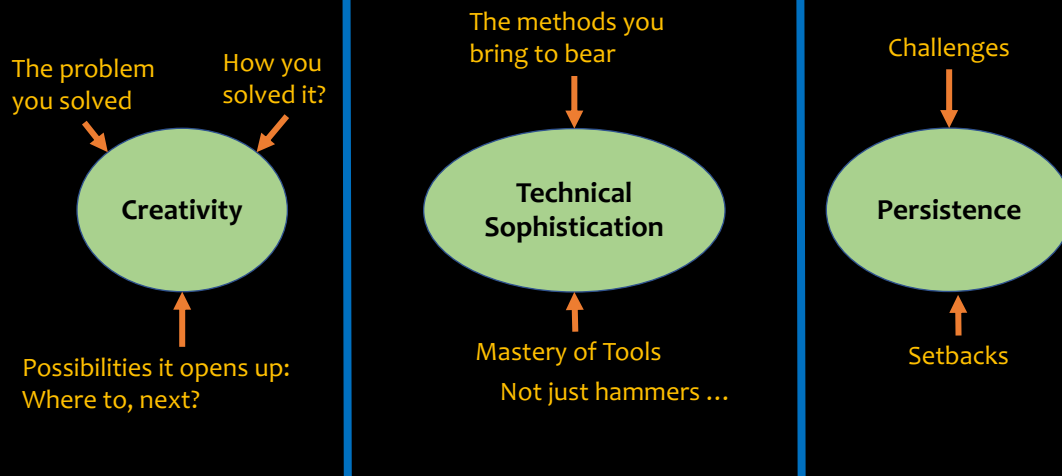 The problem
you solved
How you
solved it?
Creativity
Possibilities it opens up:
Where to, next?
The methods you
bring to bear
Technical
Sophistication
Mastery of Tools
Not just hammers ...
Challenges
Persistence
Setbacks